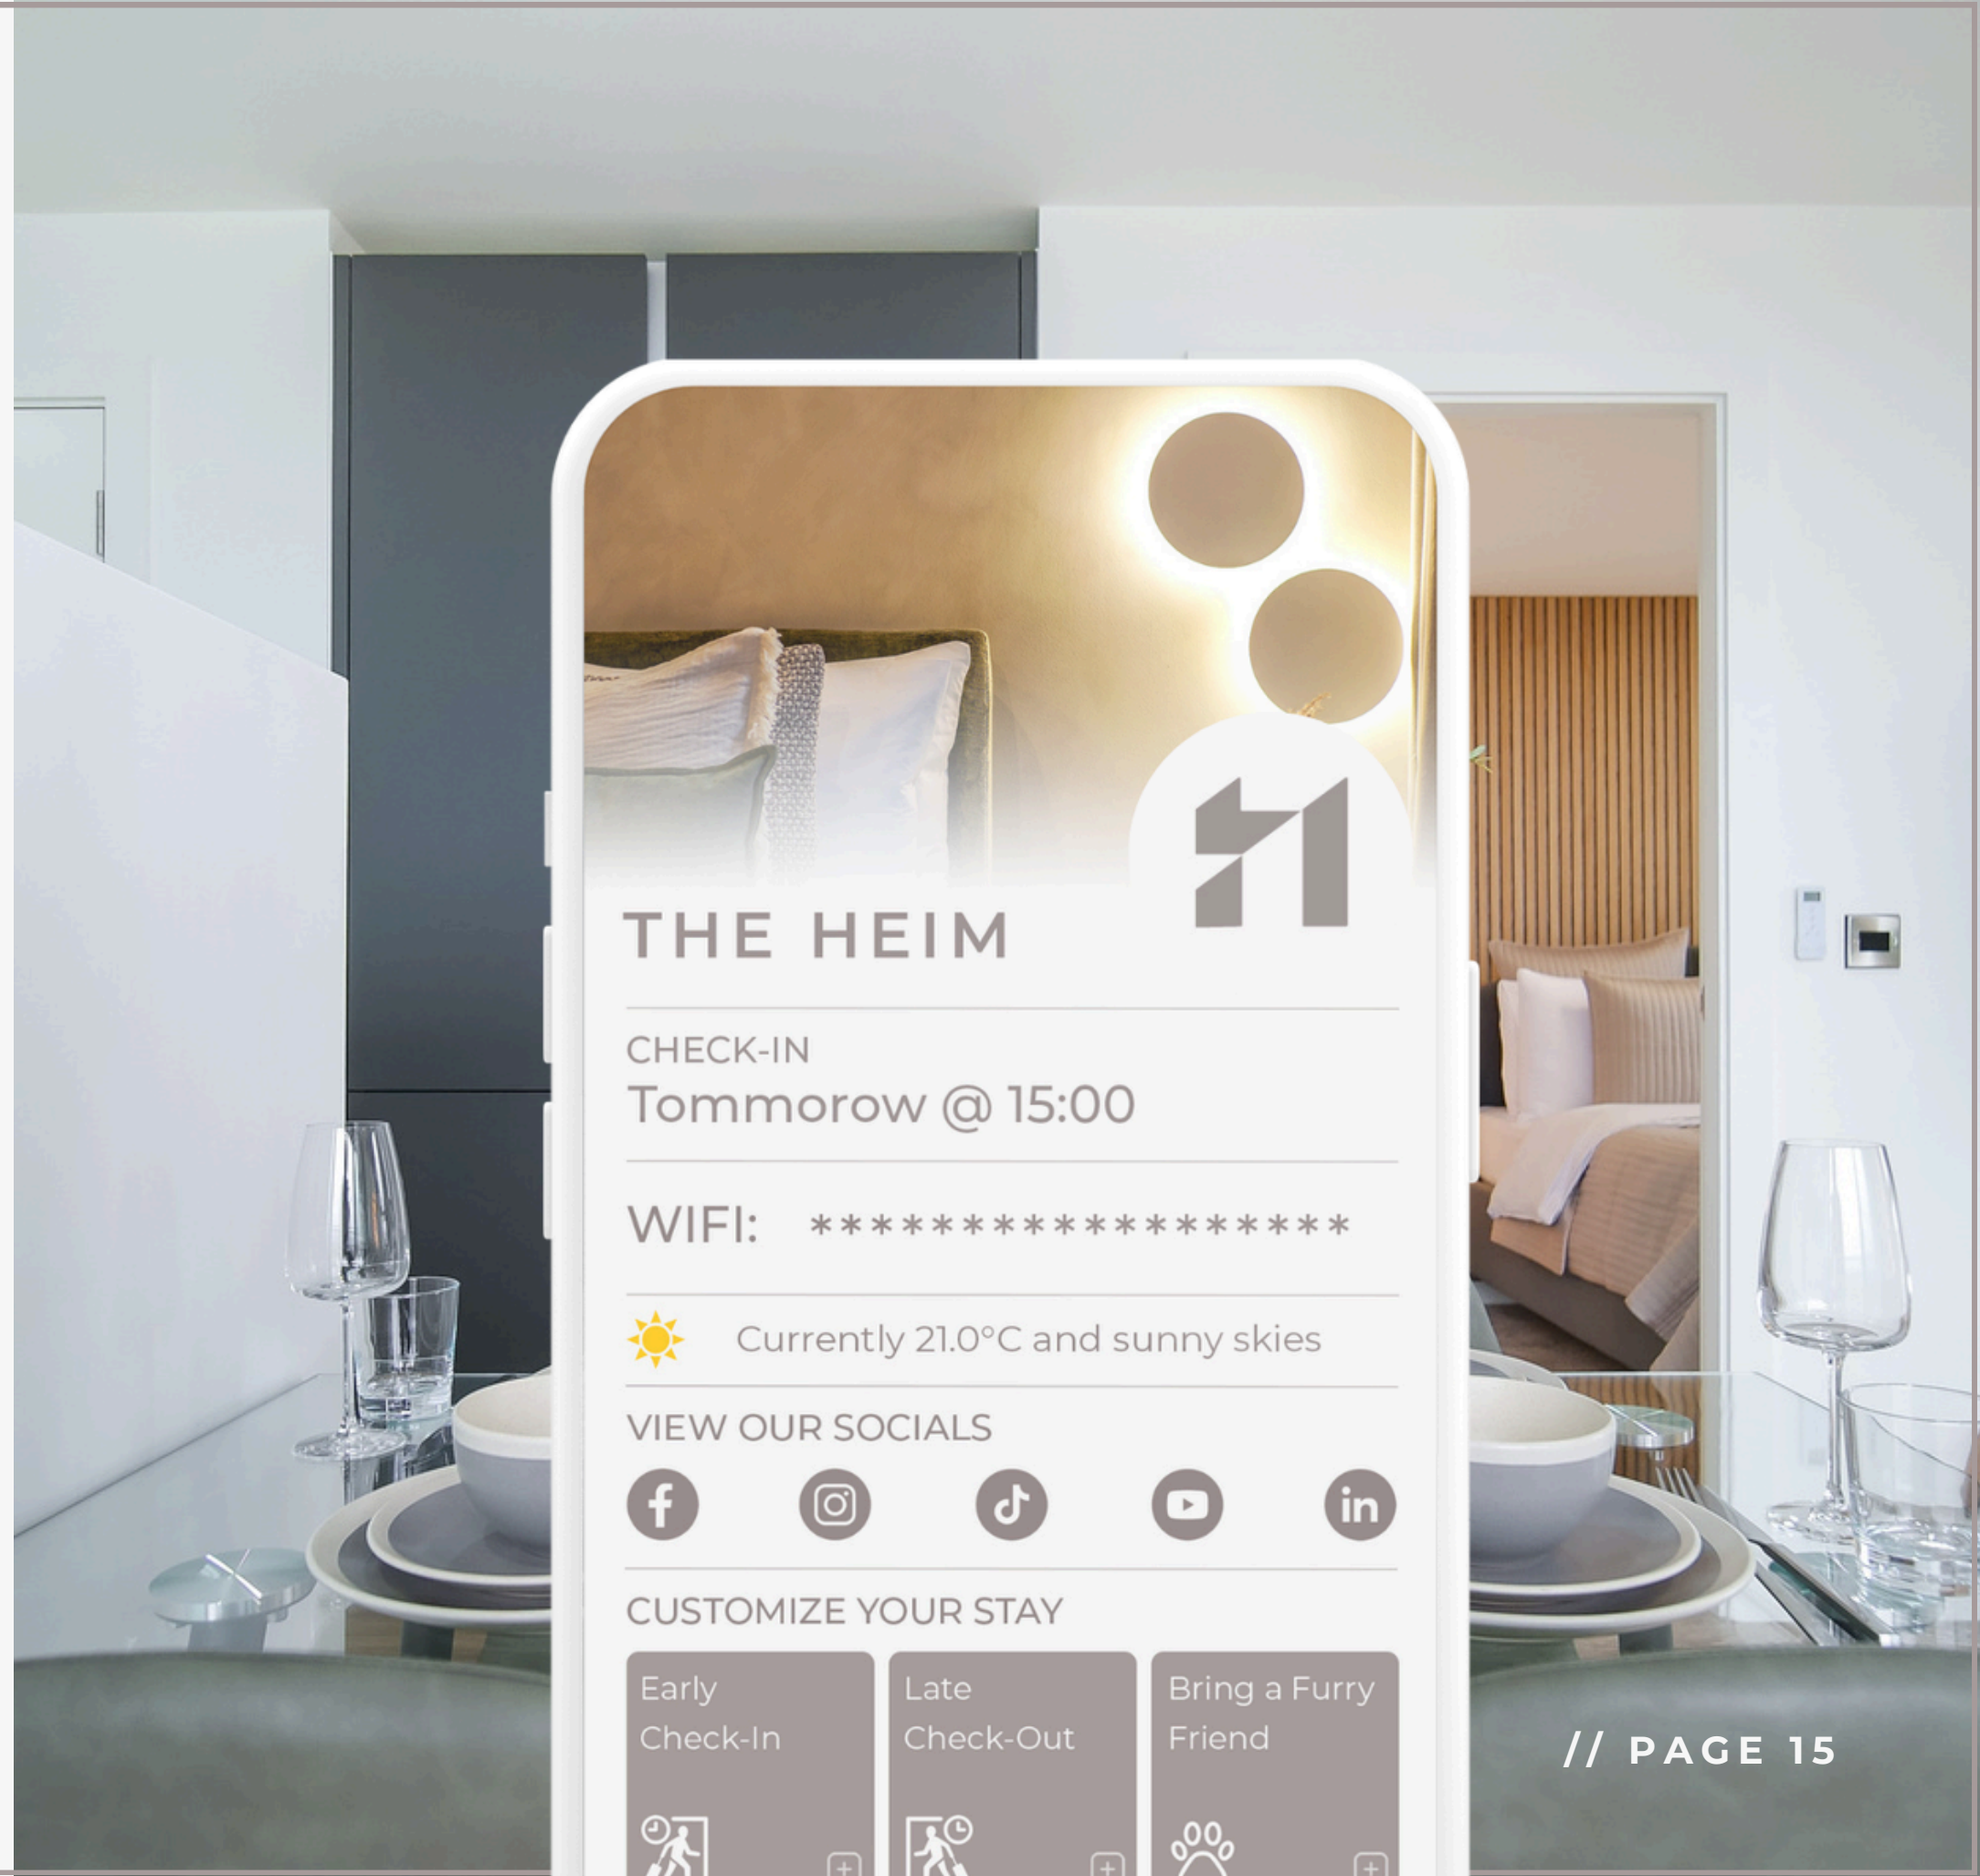 THE HEIM
CHECK-IN
Tommorow @ 15:00
WIFI: ******************
Currently 21.0°C and sunny skies
VIEW OUR SOCIALS
CUSTOMIZE YOUR STAY
Early
Check-In
Late
Check-Out
Bring a Furry
Friend
// PAGE 15